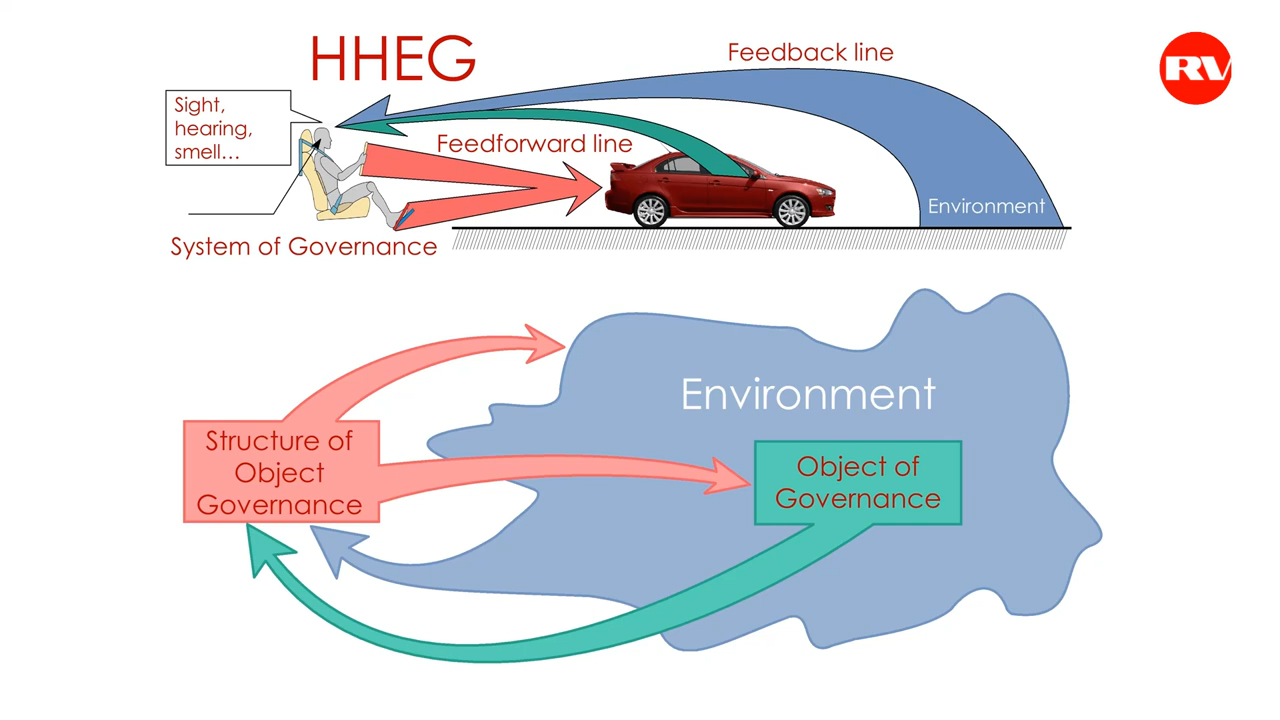 HHEG
Feedback line
RV
Sight,
hearing,
smell...
Feedforward line
Environment
System of Governance
Environment
Structure of
Object
Governance
Object of
Governance